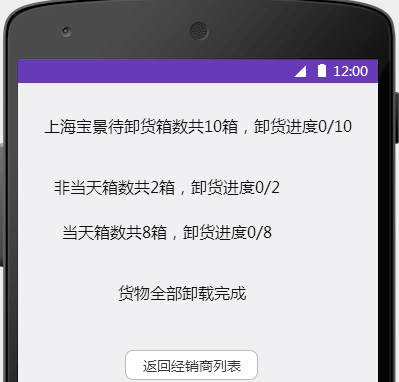 12:00
上海宝景待卸货箱数共10箱，卸货进度0/10
非当天箱数共2箱，卸货进度0/2
当天箱数共8箱，卸货进度0/8
货物全部卸载完成
返回经销商列表